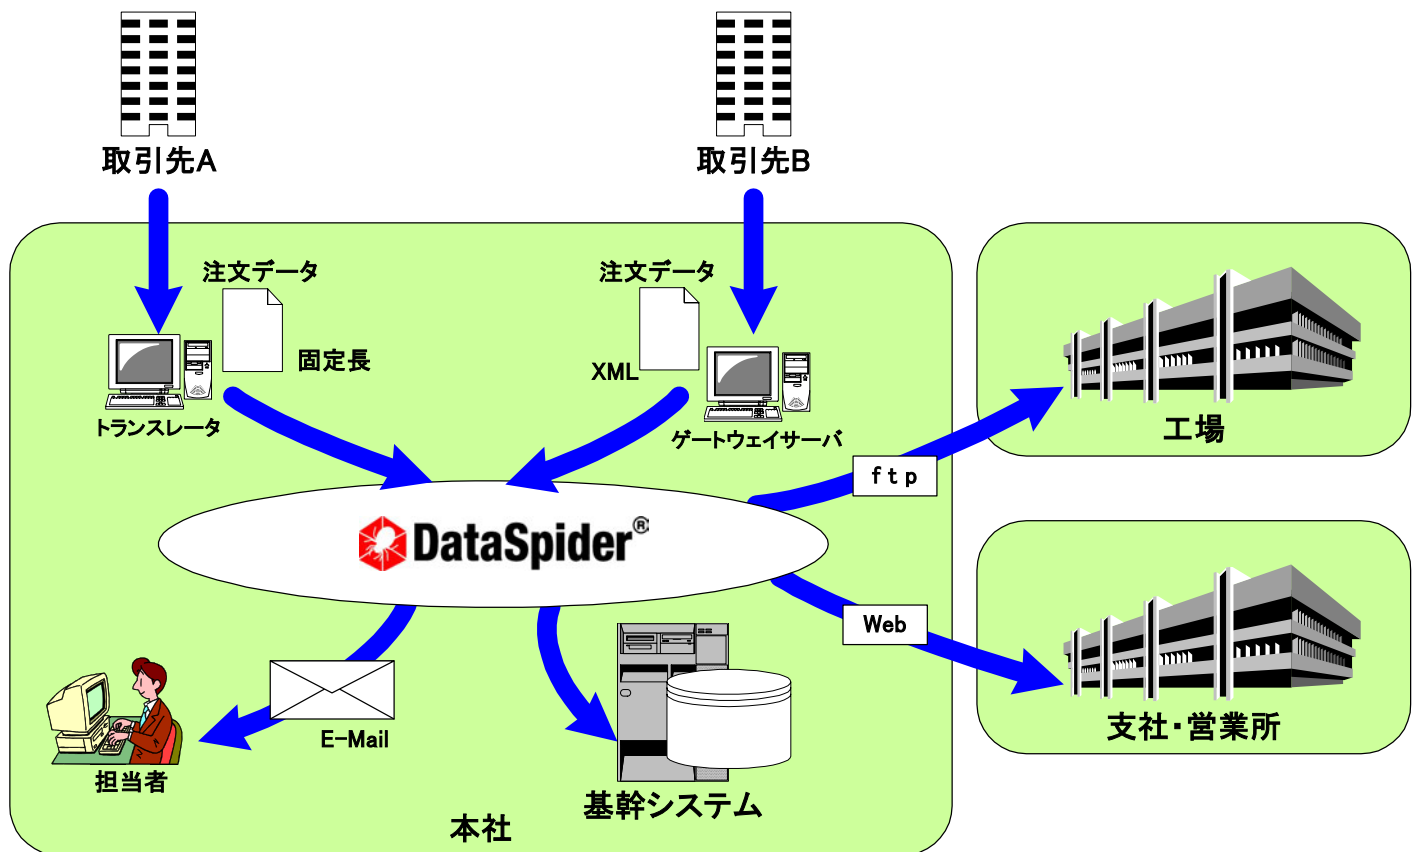 取引先A
取引先B
注文データ
固定長
トランスレータ
注文データ
XML
ゲートウェイサーバ
工場
ftp
DataSpider®
Web
支社・営業所
E-Mail
担当者
基幹システム
本社